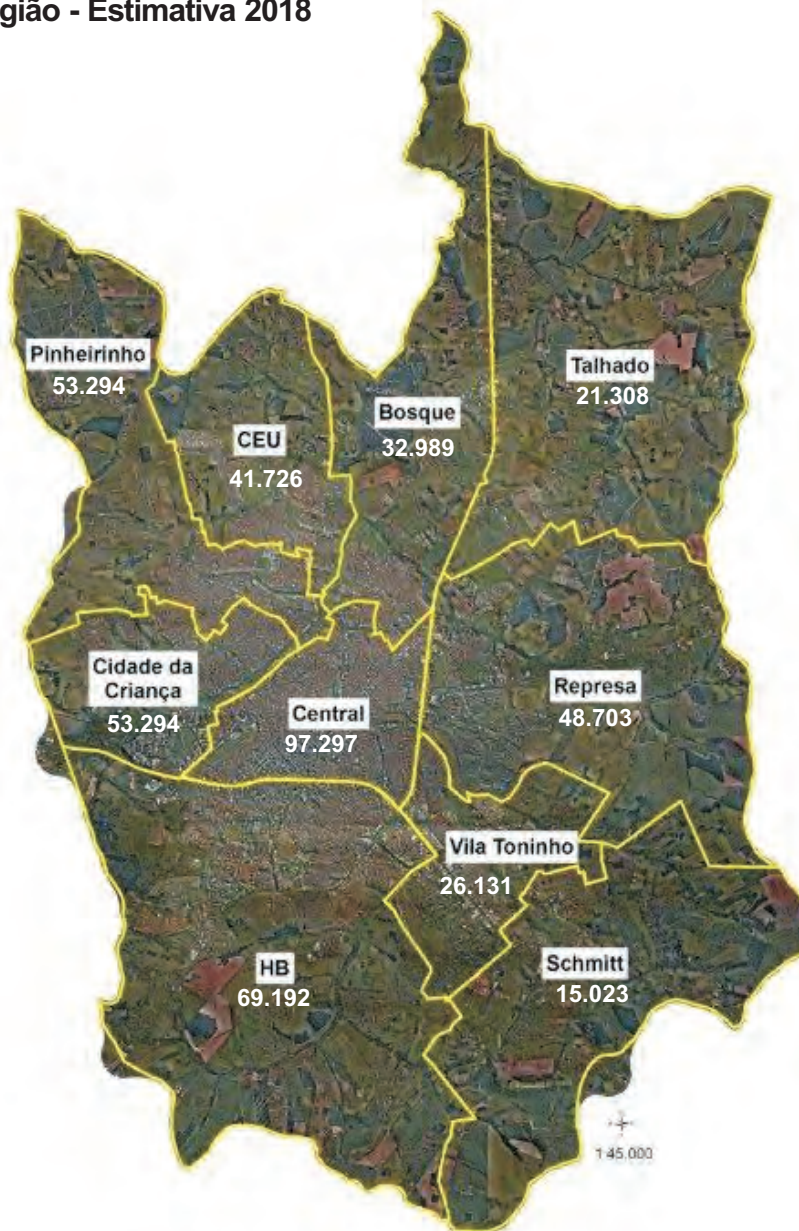 gião - Estimativa 2018
Pinheirinho
53.294
Talhado
21.308
Bosque
32.989
CEU
41.726
Cidade da
Criança
53.294
Central
97.297
Represa
48.703
Vila Toninho
26.131
HB
69.192
Schmitt
15.023
1:45.000